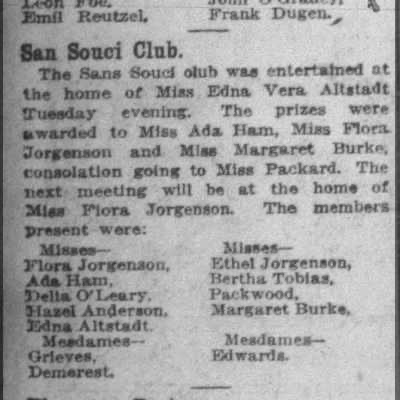 Leon Foe.
Emil Reutzel.
Frank Dugen.
San Souci Club.
The Sans Souci olub was entertained at
the home of Miss Edna Vera Altstadt
Tuesday evening. The prizes were
awarded to Miss Ada Ham, Miss Flora
Jorgenson and Miss Margaret Burke,
consolation going to Miss Packard. The
next meeting will be at the home of
Miss Flora Jorgenson. The members
present were:
Misses—
Flora Jorgenson,
Ada Ham,
Della O'Leary,
Hazel Anderson,
Edna Altstadt.
Mesdames—
Grieves,
Demerest.
Misses—
Ethel Jorgenson,
Bertha Tobias,
Packwood,
Margaret Burke,
Mesdames—
Edwards.